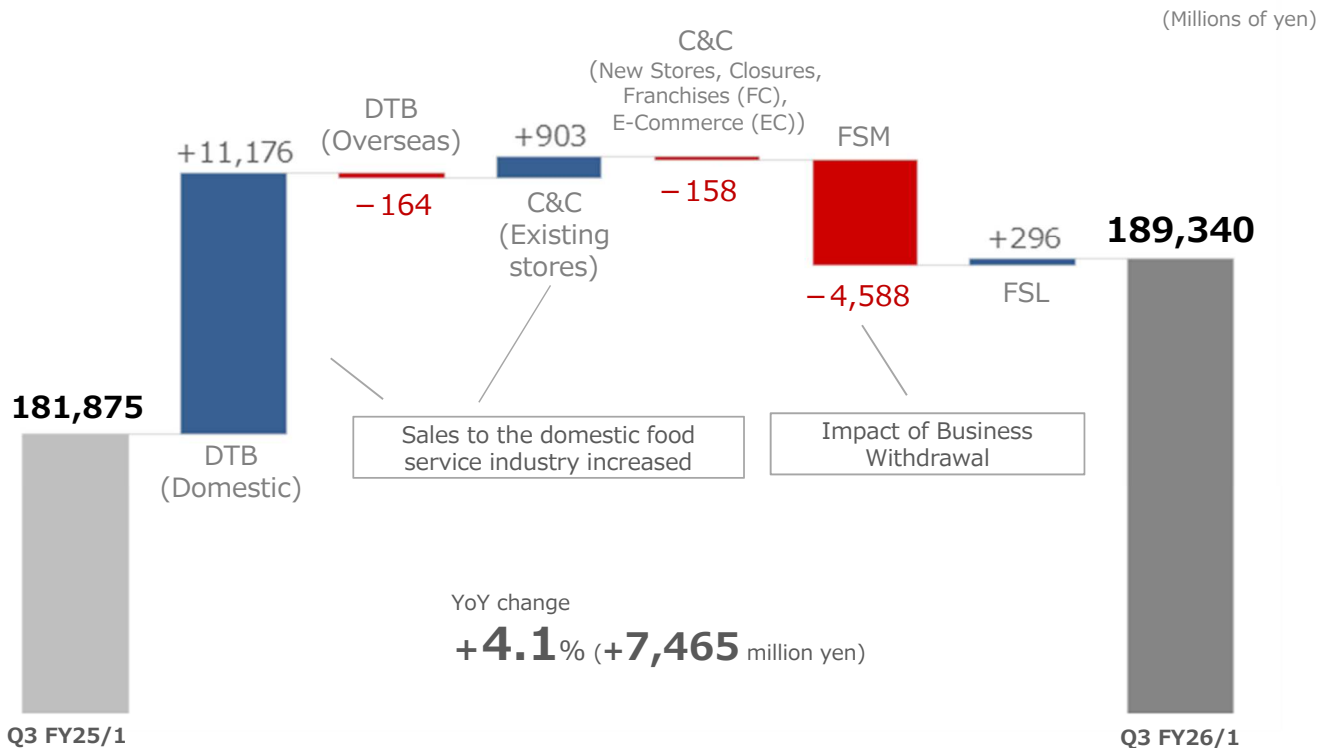 (Millions of yen)
C&C
(New Stores, Closures,
Franchises (FC),
E-Commerce (EC))
DTB
(Overseas)
+903
FSM
+11,176
−164
−158
C&C
(Existing
stores)
+296
189,340
−4,588
FSL
181,875
DTB
(Domestic)
Sales to the domestic food
service industry increased
Impact of Business
Withdrawal
YoY change
+4.1% (+7,465 million yen)
Q3 FY25/1
Q3 FY26/1